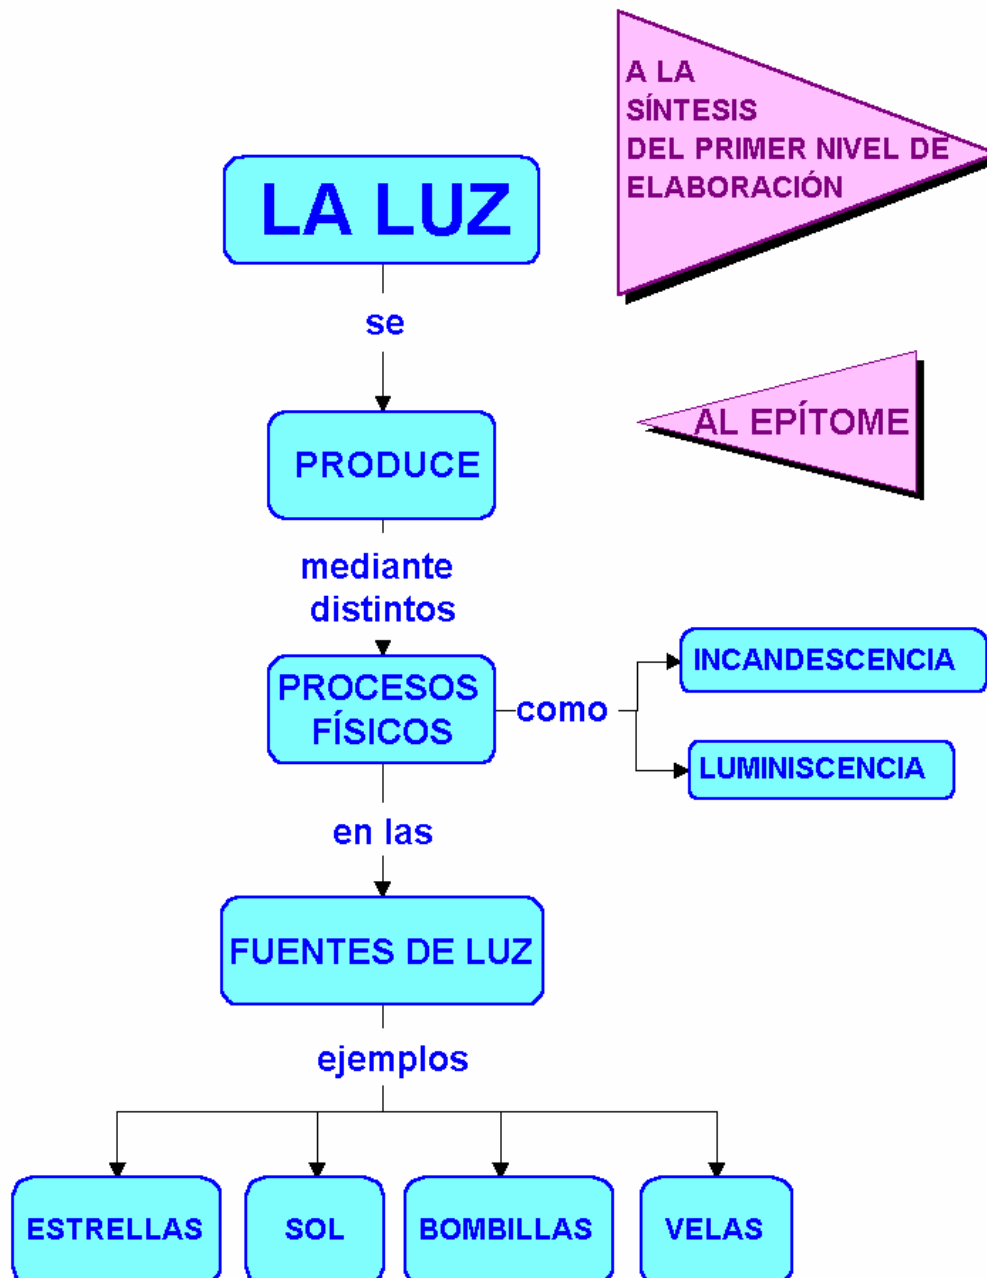 A LA
SÍNTESIS
DEL PRIMER NIVEL DE
ELABORACIÓN
LA LUZ
se
AL EPÍTOME
PRODUCE
mediante
distintos
PROCESOS
FÍSICOS
como
INCANDESCENCIA
LUMINISCENCIA
en las
FUENTES DE LUZ
ejemplos
ESTRELLAS
SOL
BOMBILLAS
VELAS